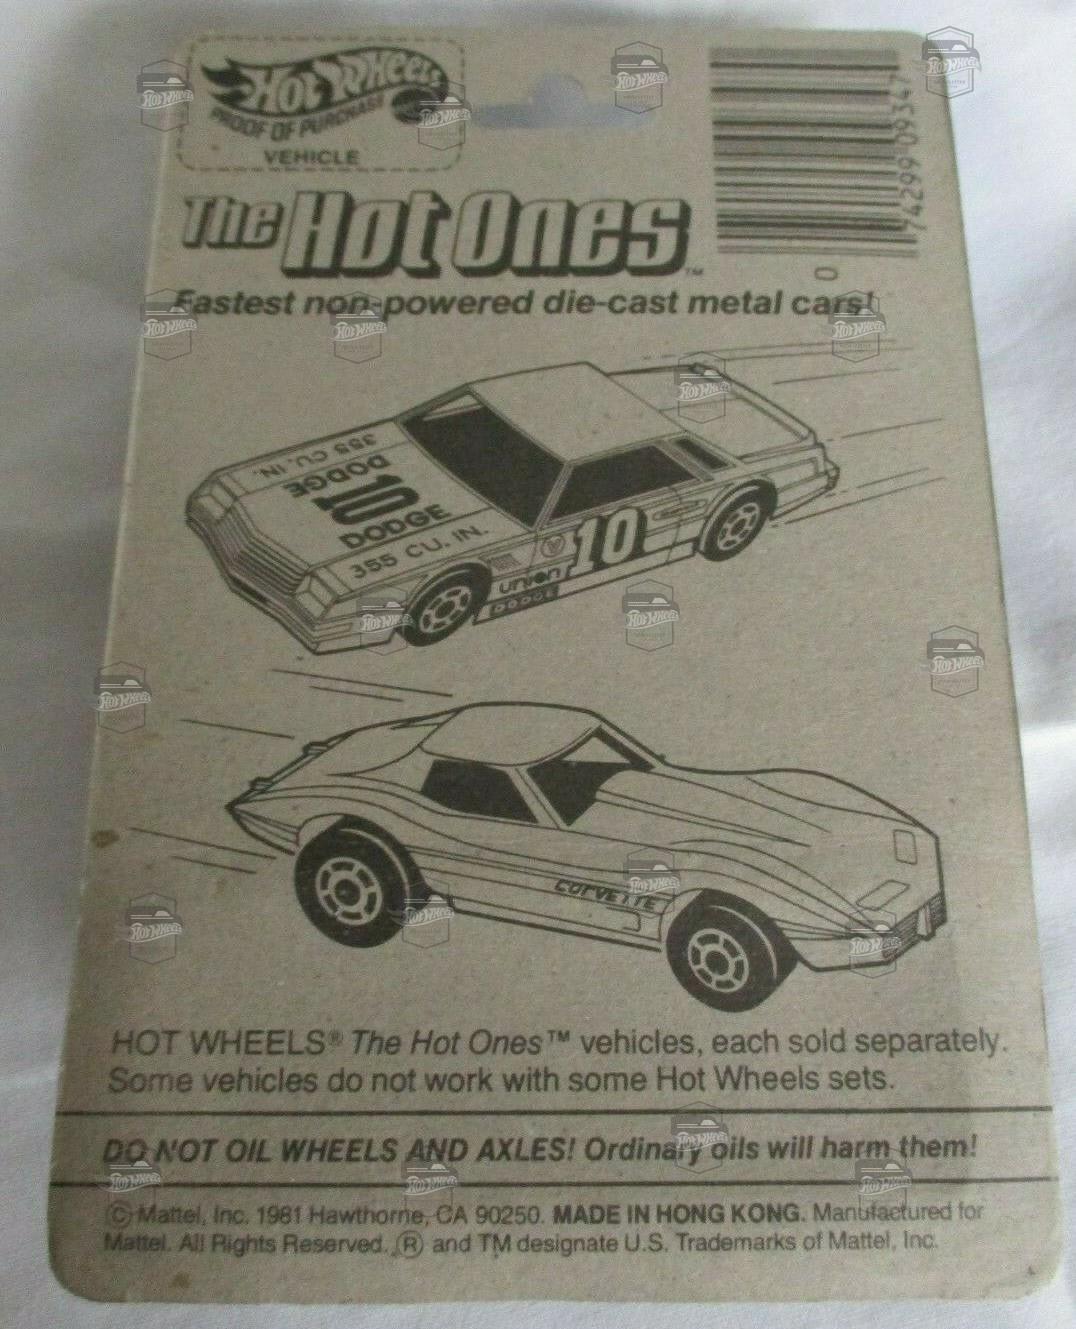 HOT WHEELS
PROOF OF PURCHASE
VEHICLE
74299 09347
0
The Hot Ones™
Fastest non-powered die-cast metal cars!
355 CU. IN.
DODGE
10
DODGE
355 CU. IN.
10
union
DODGE
CORVETTE
HOT WHEELS® The Hot Ones™ vehicles, each sold separately.
Some vehicles do not work with some Hot Wheels sets.
DO NOT OIL WHEELS AND AXLES! Ordinary oils will harm them!
© Mattel, Inc. 1981 Hawthorne, CA 90250. MADE IN HONG KONG. Manufactured for
Mattel. All Rights Reserved. ® and TM designate U.S. Trademarks of Mattel, Inc.